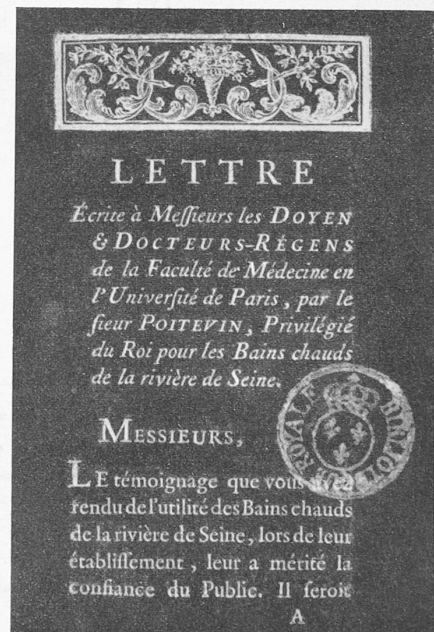 LETTRE
Écrite à Meſſieurs les DOYEN
& DOCTEURS-RÉGENS
de la Faculté de Médecine en
l'Univerſité de Paris, par le
ſieur POITEVIN, Privilégié
du Roi pour les Bains chauds
de la rivière de Seine.
MESSIEURS,
LE témoignage que vous avez
rendu de l'utilité des Bains chauds
de la rivière de Seine, lors de leur
établiſſement, leur a mérité la
confiance du Public. Il ſeroit
A
ROYALE